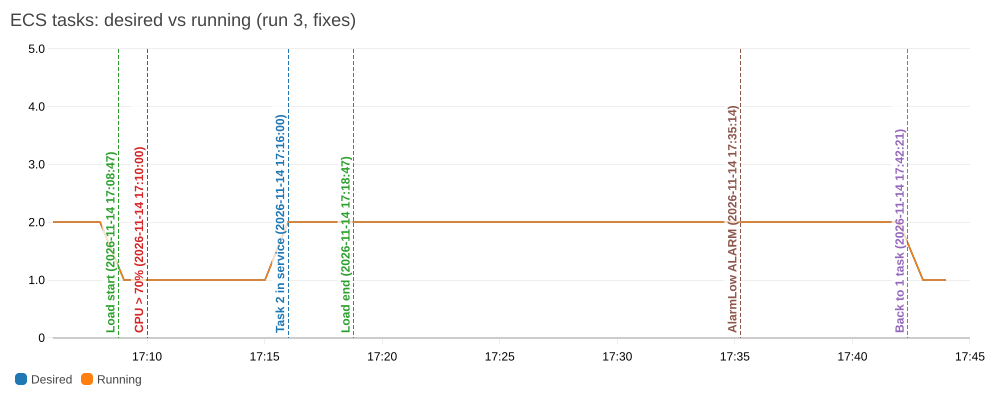 ECS tasks: desired vs running (run 3, fixes)
5.0
4.0
3.0
2.0
1.0
0
Load start (2026-11-14 17:08:47)
CPU > 70% (2026-11-14 17:10:00)
Task 2 in service (2026-11-14 17:16:00)
Load end (2026-11-14 17:18:47)
AlarmLow ALARM (2026-11-14 17:35:14)
Back to 1 task (2026-11-14 17:42:21)
17:10
17:15
17:20
17:25
17:30
17:35
17:40
17:45
Desired
Running